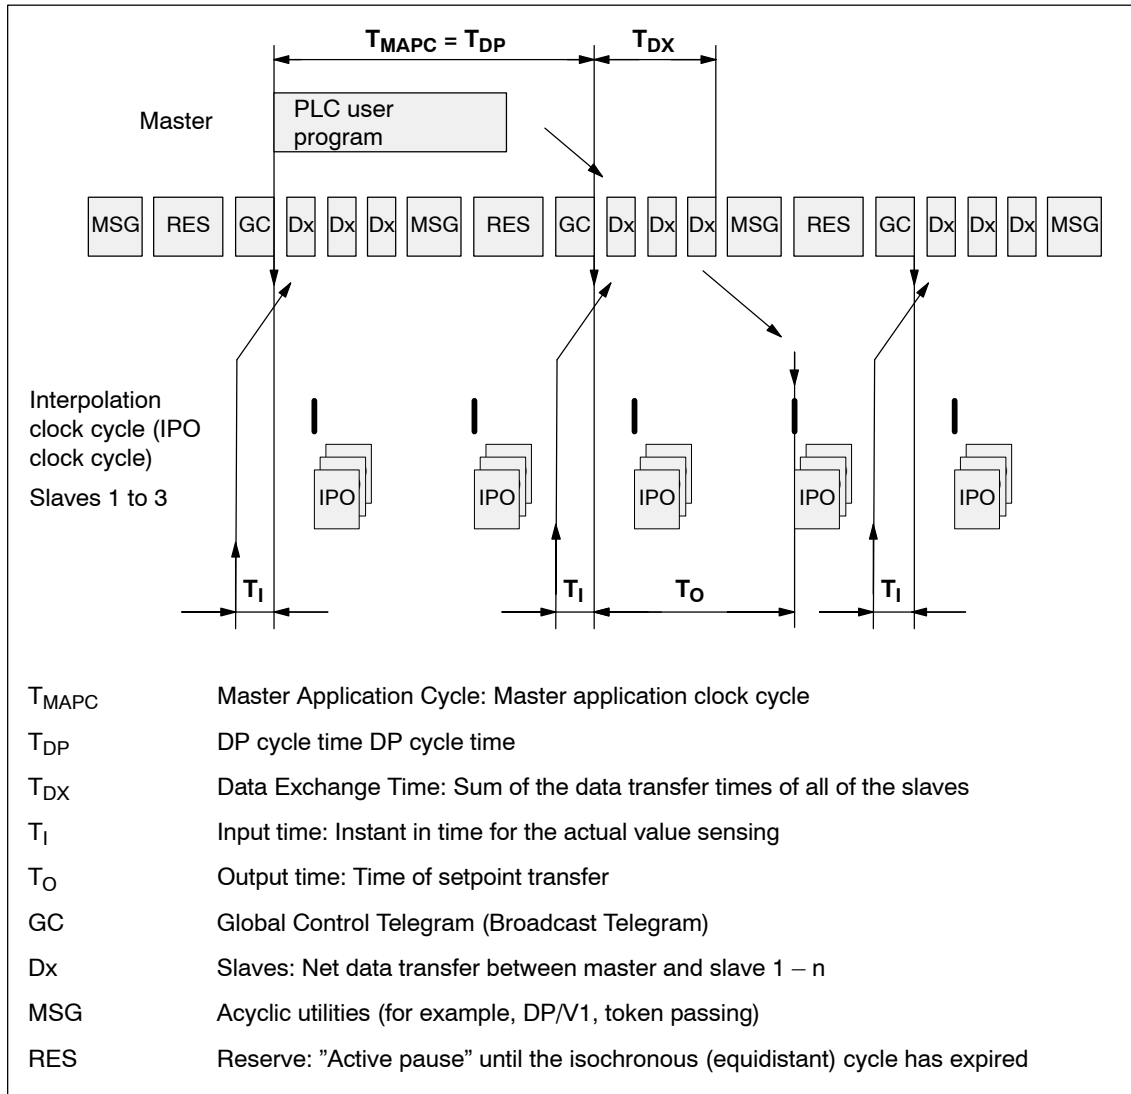 TMAPC = TDP
TDX
Master
PLC user
program
MSG RES GC Dx Dx Dx MSG RES GC Dx Dx Dx MSG RES GC Dx Dx Dx MSG
Interpolation
clock cycle (IPO
clock cycle)
Slaves 1 to 3
IPO IPO IPO IPO IPO
TI TI TO TI
TMAPC Master Application Cycle: Master application clock cycle
TDP DP cycle time DP cycle time
TDX Data Exchange Time: Sum of the data transfer times of all of the slaves
TI Input time: Instant in time for the actual value sensing
TO Output time: Time of setpoint transfer
GC Global Control Telegram (Broadcast Telegram)
Dx Slaves: Net data transfer between master and slave 1 – n
MSG Acyclic utilities (for example, DP/V1, token passing)
RES Reserve: ”Active pause” until the isochronous (equidistant) cycle has expired